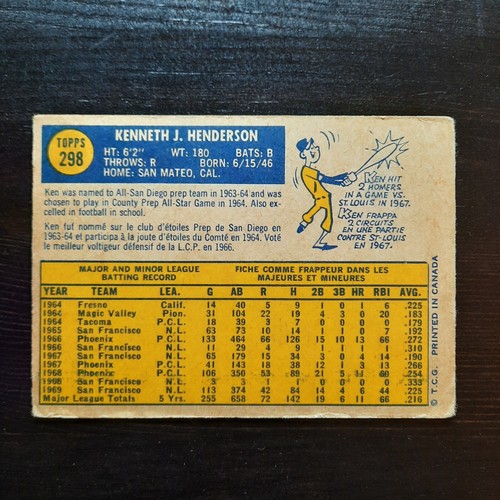 TOPPS
298
KENNETH J. HENDERSON
HT: 6'2" WT: 180 BATS: B
THROWS: R BORN: 6/15/46
HOME: SAN MATEO, CAL.
Ken was named to All-San Diego prep team in 1963-64 and was
chosen to play in County Prep All-Star Game in 1964. Also ex-
celled in football in school.
Ken fut nommé sur le club d'étoiles Prep de San Diego en
1963-64 et participa à la joute d'étoiles du Comté en 1964. Voté
le meilleur voltigeur défensif de la L.C.P. en 1966.
KEN HIT
2 HOMERS
IN A GAME VS.
ST. LOUIS IN 1967.
KEN FRAPPA
2 CIRCUITS
EN UNE PARTIE
CONTRE ST-LOUIS
EN 1967.
MAJOR AND MINOR LEAGUE BATTING RECORD
FICHE COMME FRAPPEUR DANS LES MAJEURES ET MINEURES
YEAR TEAM LEA. G AB R H 2B 3B HR RBI AVG.
1964 Fresno Calif. 14 40 5 9 1 0 1 6 .225
1964 Magic Valley Pion. 31 104 22 19 4 3 0 20 .183
1964 Tacoma P.C.L. 18 39 3 7 0 0 0 0 .179
1965 San Francisco N.L. 63 73 10 14 1 1 0 7 .192
1966 Phoenix P.C.L. 133 464 66 126 15 10 13 66 .272
1966 San Francisco N.L. 11 29 4 9 1 1 1 4 .310
1967 San Francisco N.L. 65 179 15 34 3 0 4 14 .190
1967 Phoenix P.C.L. 41 143 18 38 12 1 3 13 .266
1968 Phoenix P.C.L. 106 350 53 89 21 5 11 60 .254
1968 San Francisco N.L. 3 3 1 1 0 0 0 0 .333
1969 San Francisco N.L. 113 374 42 84 14 4 6 44 .225
Major League Totals 5 Yrs. 255 658 72 142 19 6 11 66 .216
© T.C.G. PRINTED IN CANADA